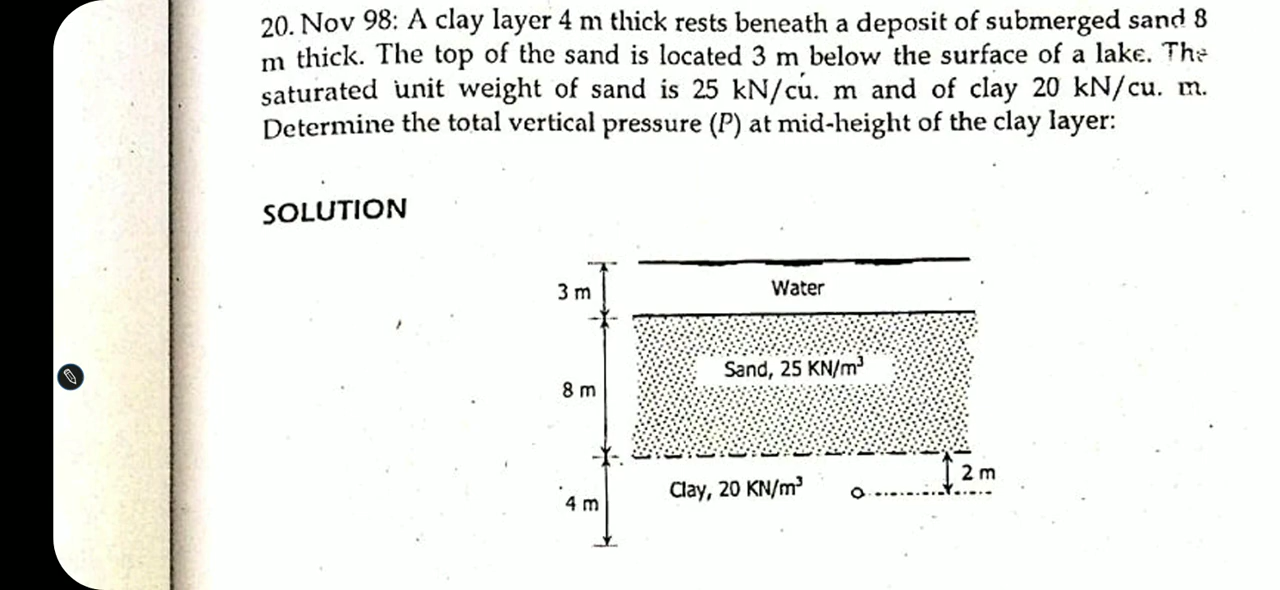 20. Nov 98: A clay layer 4 m thick rests beneath a deposit of submerged sand 8
m thick. The top of the sand is located 3 m below the surface of a lake. The
saturated unit weight of sand is 25 kN/cu. m and of clay 20 kN/cu. m.
Determine the total vertical pressure (P) at mid-height of the clay layer:
SOLUTION
3 m
Water
Sand, 25 KN/m³
8 m
2 m
Clay, 20 KN/m³
4 m